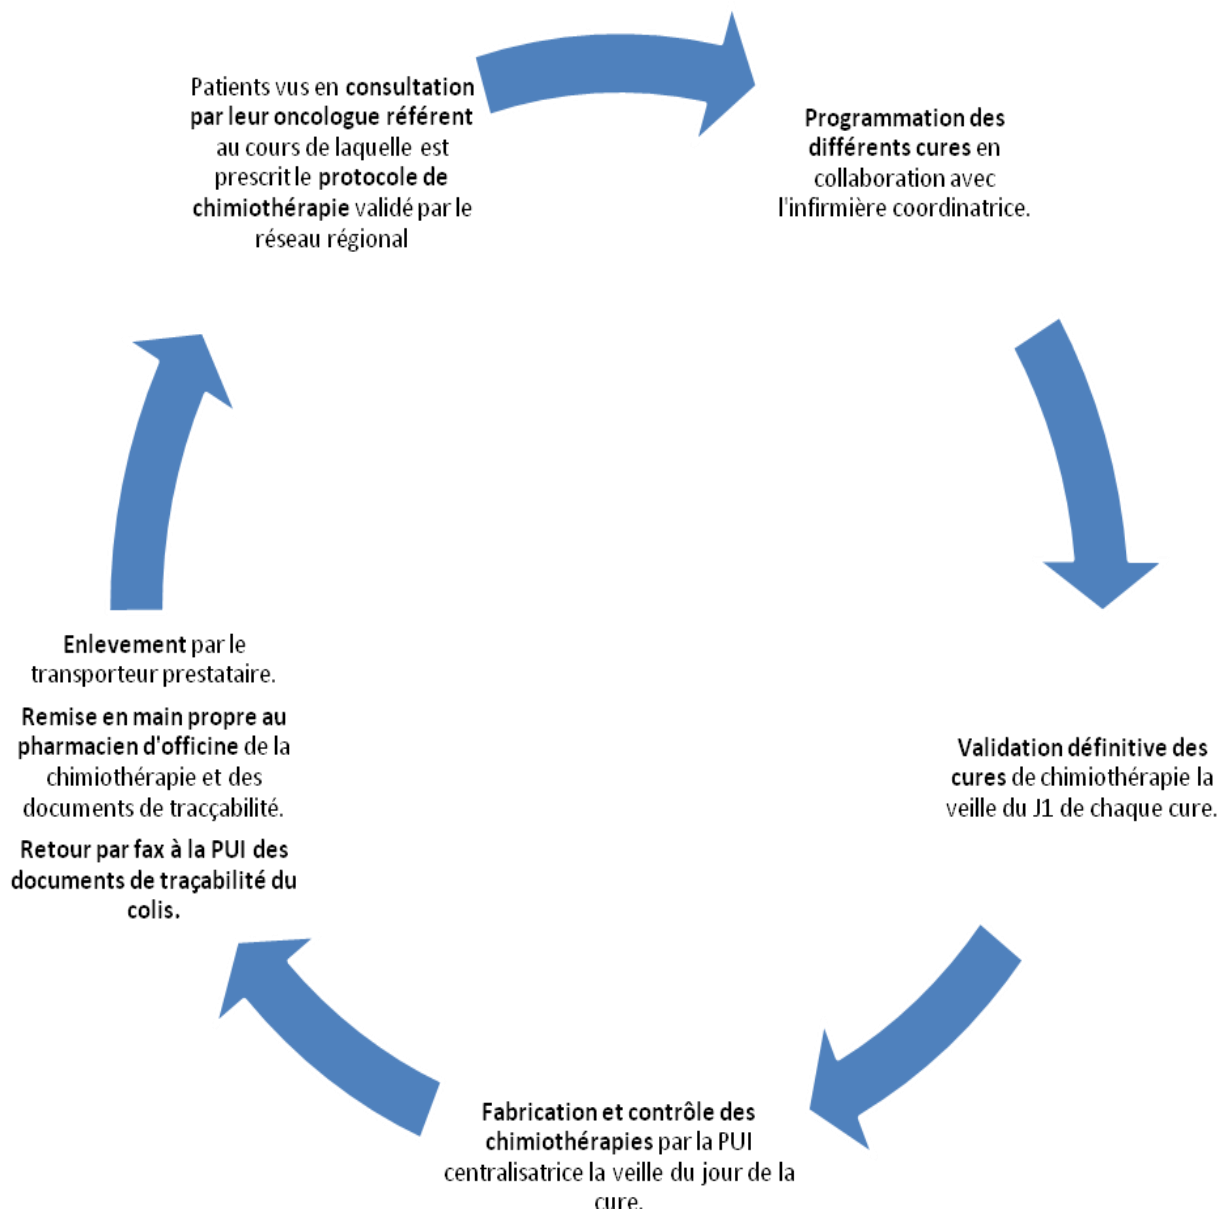 Patients vus en consultation
par leur oncologue référent
au cours de laquelle est
prescrit le protocole de
chimiothérapie validé par le
réseau régional
Programmation des
différents cures en
collaboration avec
l'infirmière coordinatrice.
Validation définitive des
cures de chimiothérapie la
veille du J1 de chaque cure.
Fabrication et contrôle des
chimiothérapies par la PUI
centralisatrice la veille du jour de la
cure.
Enlevement par le
transporteur prestataire.
Remise en main propre au
pharmacien d'officine de la
chimiothérapie et des
documents de tracçabilité.
Retour par fax à la PUI des
documents de traçabilité du
colis.